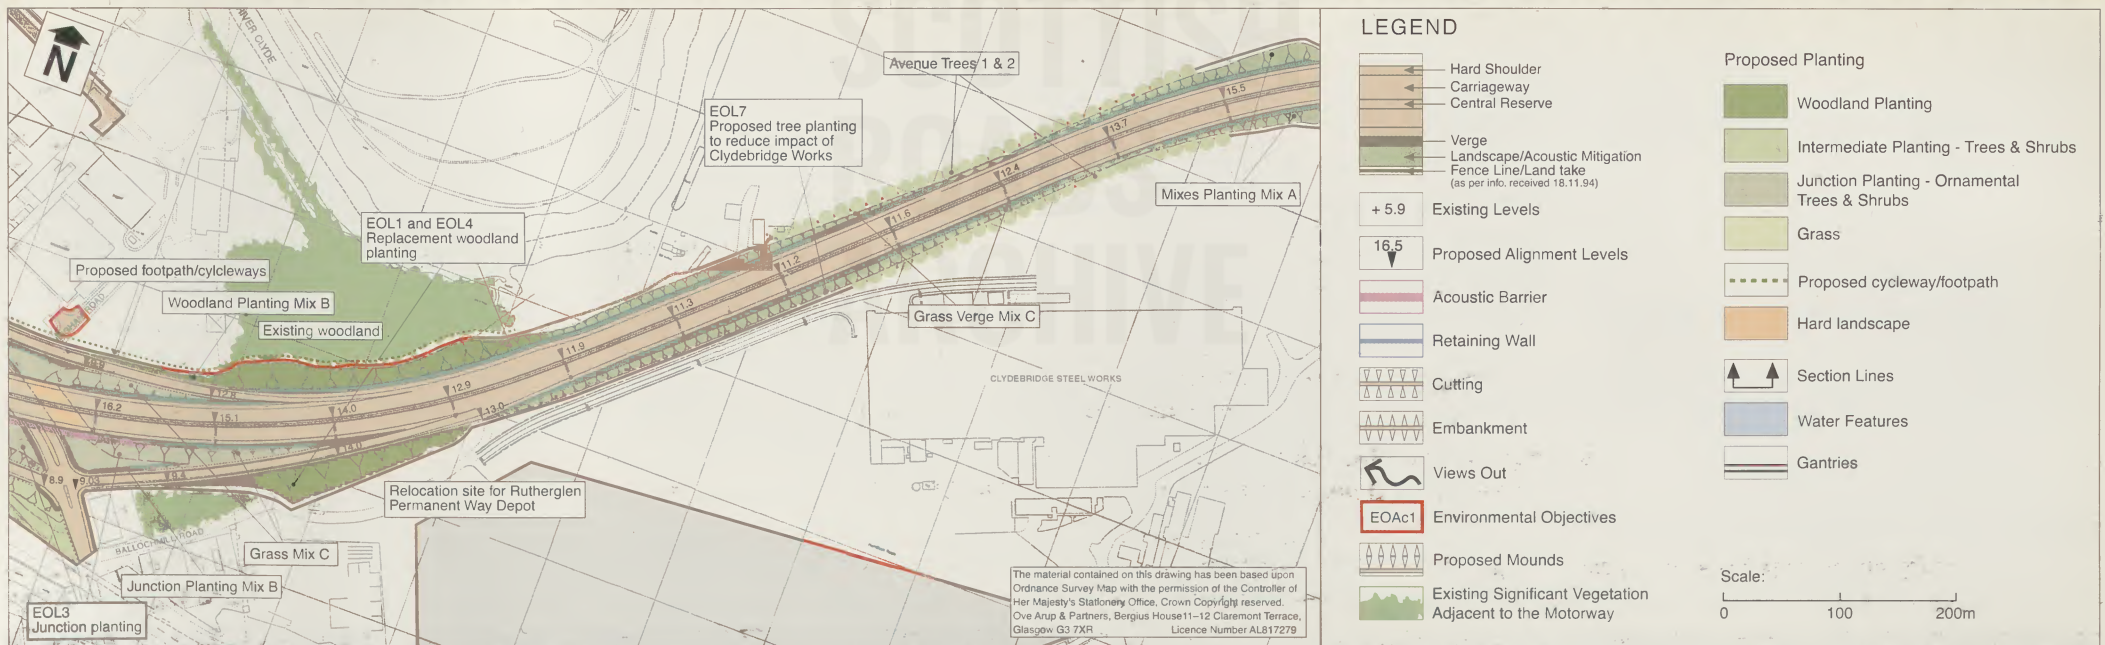 N
RIVER CLYDE
Avenue Trees 1 & 2
EOL7
Proposed tree planting
to reduce impact of
Clydebridge Works
EOL1 and EOL4
Replacement woodland
planting
Mixes Planting Mix A
Proposed footpath/cylcleways
Woodland Planting Mix B
Existing woodland
Grass Verge Mix C
CLYDEBRIDGE STEEL WORKS
15.5
13.7
12.4
11.6
11.2
11.3
11.9
12.9
13.0
14.0
15.1
16.2
12.8
14.0
9.4
8.9
9.03
Relocation site for Rutherglen
Permanent Way Depot
BALLOCHMILL ROAD
Grass Mix C
Junction Planting Mix B
EOL3
Junction planting
The material contained on this drawing has been based upon
Ordnance Survey Map with the permission of the Controller of
Her Majesty's Stationery Office, Crown Copyright reserved.
Ove Arup & Partners, Bergius House11–12 Claremont Terrace,
Glasgow G3 7XR Licence Number AL817279
SCOTTISH
ROADS
ARCHIVE
LEGEND
Hard Shoulder
Carriageway
Central Reserve
Verge
Landscape/Acoustic Mitigation
Fence Line/Land take
(as per info. received 18.11.94)
+ 5.9 Existing Levels
16.5 Proposed Alignment Levels
Acoustic Barrier
Retaining Wall
Cutting
Embankment
Views Out
EOAc1 Environmental Objectives
Proposed Mounds
Existing Significant Vegetation
Adjacent to the Motorway
Proposed Planting
Woodland Planting
Intermediate Planting - Trees & Shrubs
Junction Planting - Ornamental
Trees & Shrubs
Grass
Proposed cycleway/footpath
Hard landscape
Section Lines
Water Features
Gantries
Scale:
0 100 200m